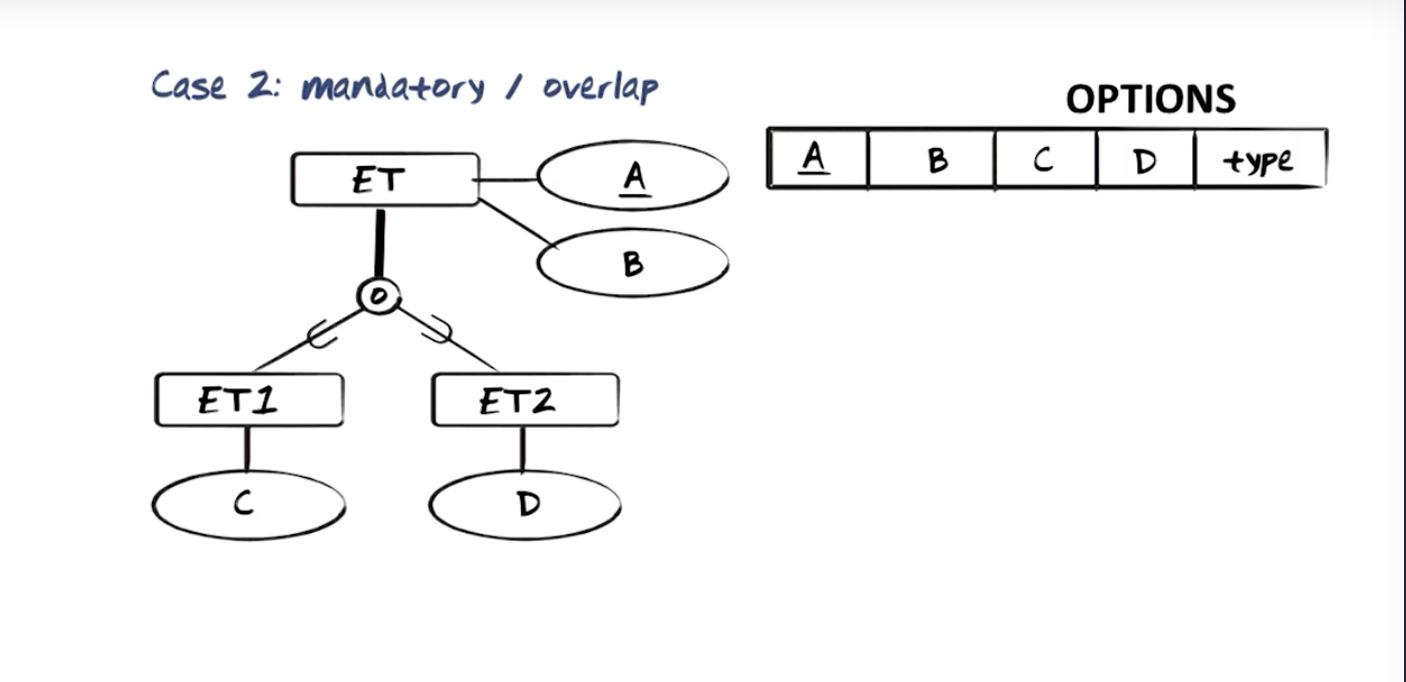 Case 2: mandatory / overlap
OPTIONS
A B C D type
ET
A
B
O
ET1
ET2
C
D